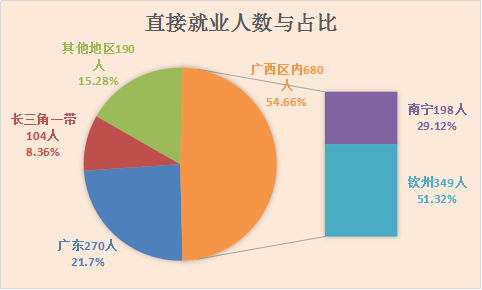 直接就业人数与占比
其他地区190
人
15.28%
广西区内680
人
54.66%
长三角一带
104人
8.36%
南宁198人
29.12%
钦州349人
51.32%
广东270人
21.7%